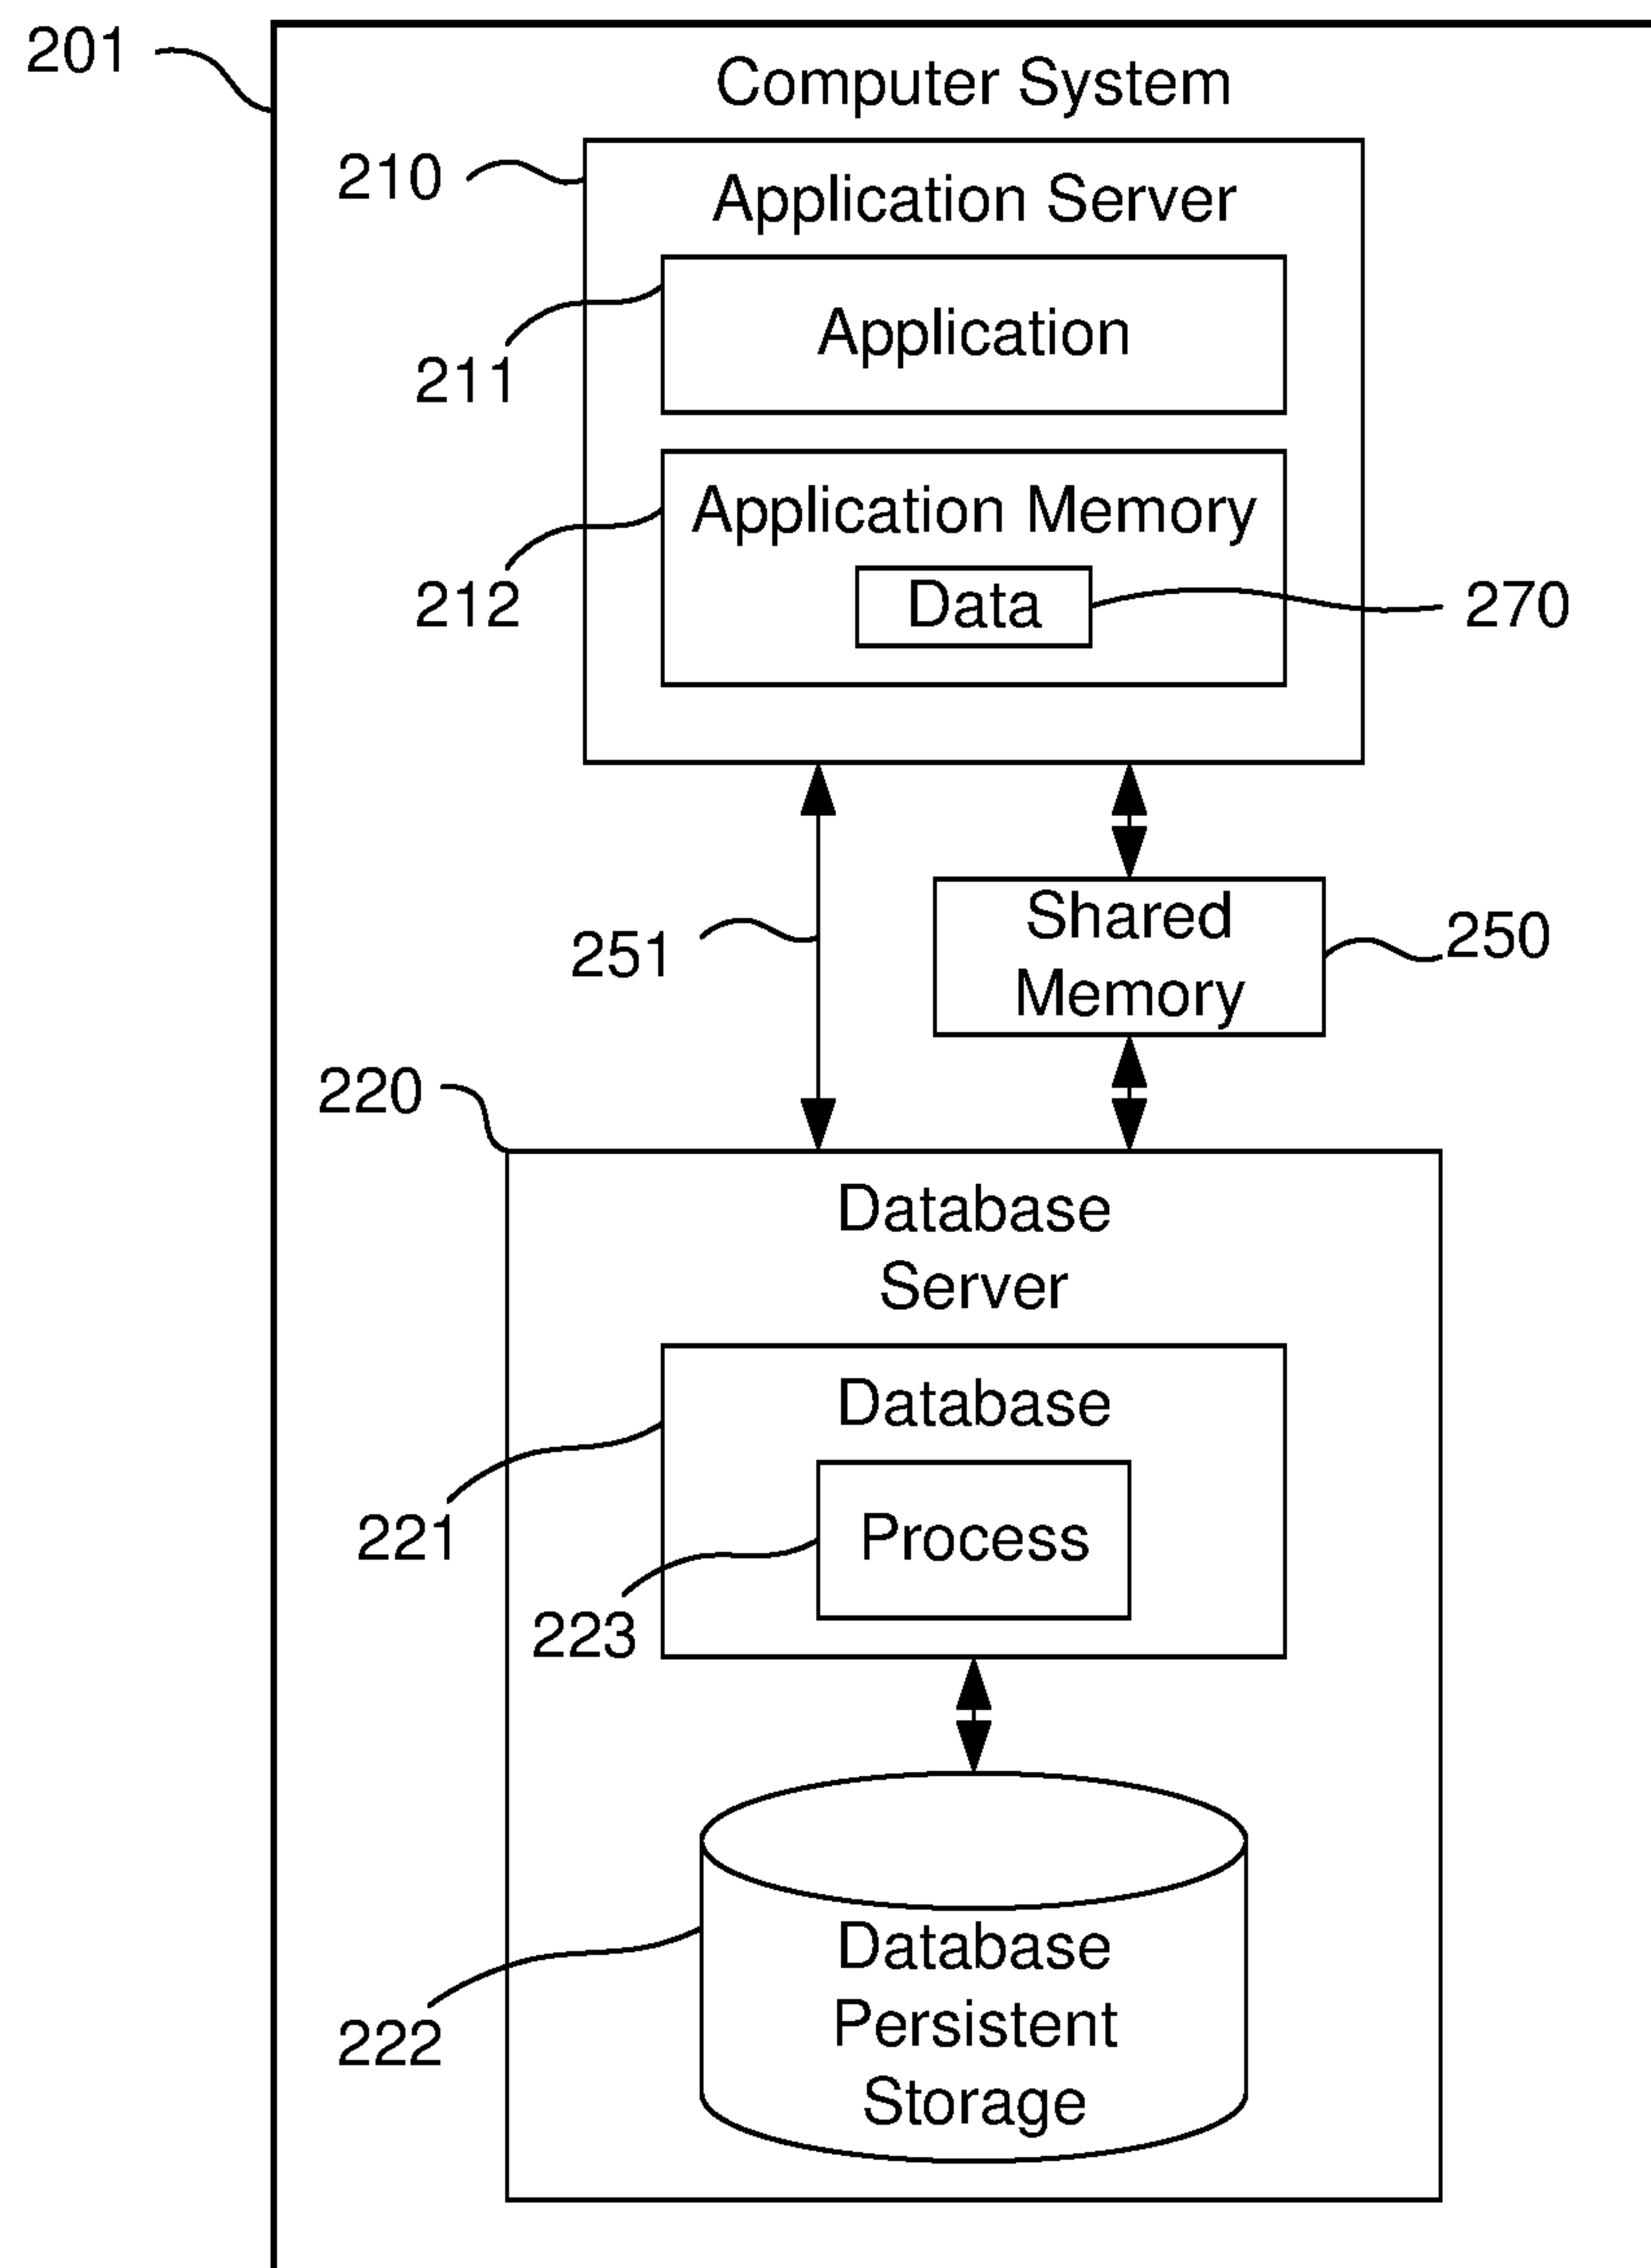 201
Computer System
210
Application Server
Application
211
Application Memory
212
Data
270
Shared
Memory
250
251
220
Database
Server
Database
221
Process
223
Database
Persistent
Storage
222